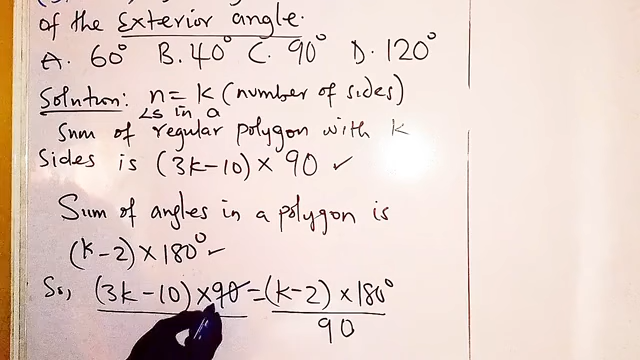 of the Exterior angle.
A. 60° B. 40° C. 90° D. 120°
Solution: n = k (number of sides)
∠s in a
Sum of regular polygon with k
sides is (3k-10) × 90 ✓
Sum of angles in a polygon is
(k-2) × 180° ✓
So, (3k-10) × 90 = (k-2) × 180°
90